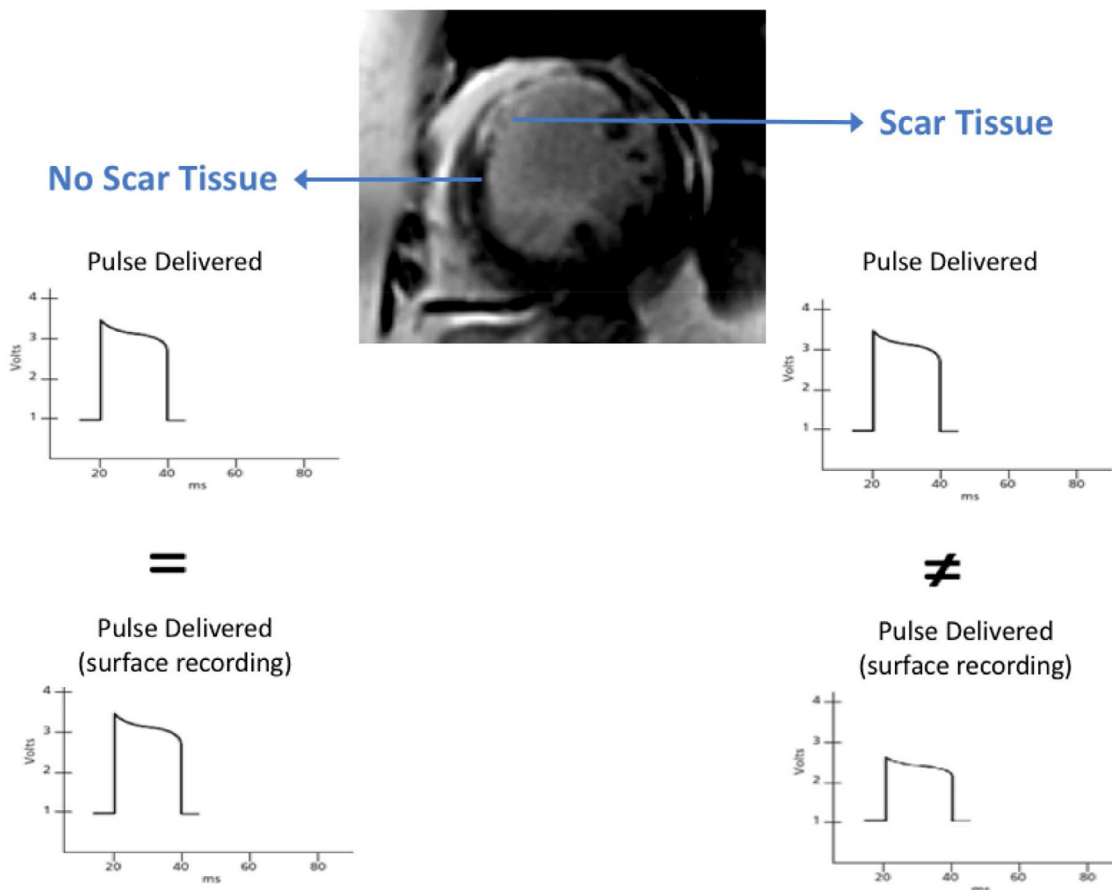 Scar Tissue
No Scar Tissue
Pulse Delivered
4
3
2
1
Volts
20 40 60 80
ms
Pulse Delivered
4
3
2
1
Volts
20 40 60 80
ms
=
≠
Pulse Delivered
(surface recording)
4
3
2
1
Volts
20 40 60 80
ms
Pulse Delivered
(surface recording)
4
3
2
1
Volts
20 40 60 80
ms